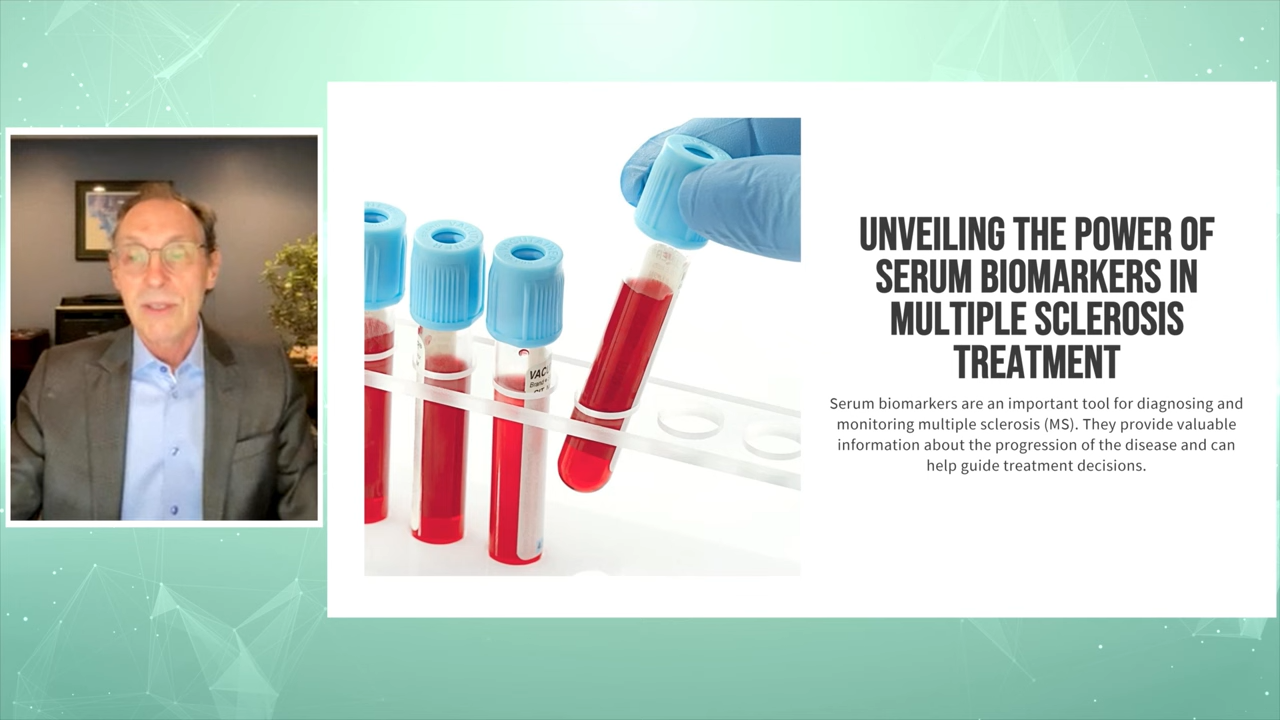 UNVEILING THE POWER OF
SERUM BIOMARKERS IN
MULTIPLE SCLEROSIS
TREATMENT
Serum biomarkers are an important tool for diagnosing and
monitoring multiple sclerosis (MS). They provide valuable
information about the progression of the disease and can
help guide treatment decisions.
VAC
Brand